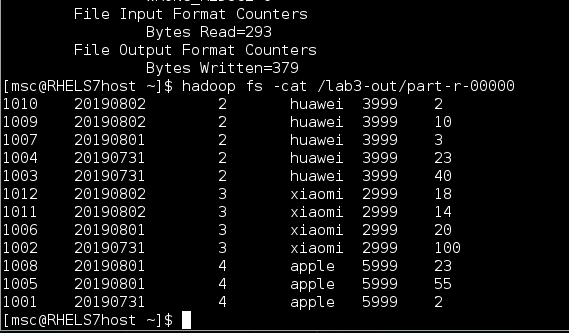 File Input Format Counters
Bytes Read=293
File Output Format Counters
Bytes Written=379
[msc@RHELS7host ~]$ hadoop fs -cat /lab3-out/part-r-00000
1010 20190802 2 huawei 3999 2
1009 20190802 2 huawei 3999 10
1007 20190801 2 huawei 3999 3
1004 20190731 2 huawei 3999 23
1003 20190731 2 huawei 3999 40
1012 20190802 3 xiaomi 2999 18
1011 20190802 3 xiaomi 2999 14
1006 20190801 3 xiaomi 2999 20
1002 20190731 3 xiaomi 2999 100
1008 20190801 4 apple 5999 23
1005 20190801 4 apple 5999 55
1001 20190731 4 apple 5999 2
[msc@RHELS7host ~]$